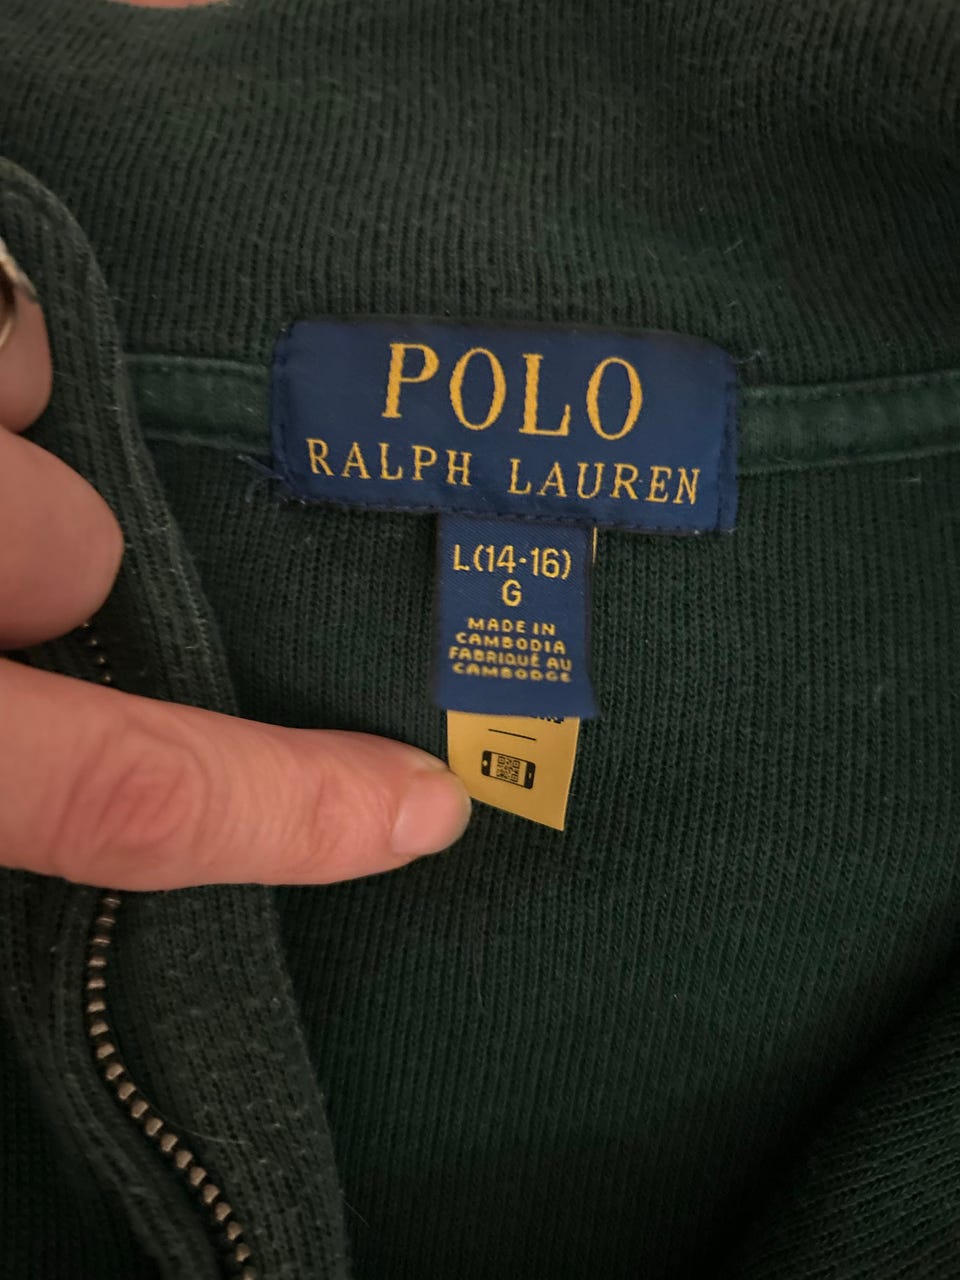 POLO
RALPH LAUREN
L(14-16)
G
MADE IN
CAMBODIA
FABRIQUÉ AU
CAMBODGE